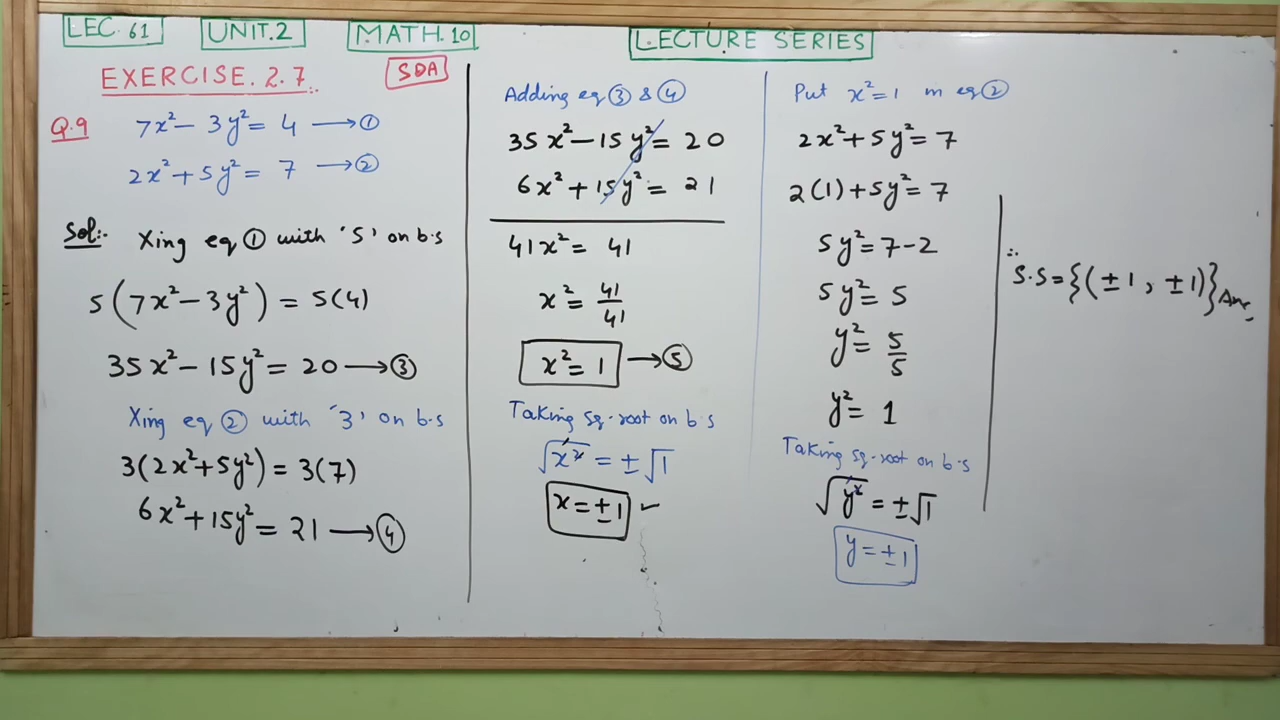 LEC. 61 UNIT.2 MATH.10 LECTURE SERIES
EXERCISE. 2.7 SDA
Q.9 7x² - 3y² = 4 → ①
2x² + 5y² = 7 → ②
Sol:- Xing eq ① with '5' on b.s
5(7x² - 3y²) = 5(4)
35x² - 15y² = 20 → ③
Xing eq ② with '3' on b.s
3(2x² + 5y²) = 3(7)
6x² + 15y² = 21 → ④
Adding eq ③ & ④
35x² - 15y² = 20
6x² + 15y² = 21
41x² = 41
x² = 41/41
x² = 1 → ⑤
Taking sq-root on b.s
√x² = ±√1
x = ±1
Put x² = 1 in eq ②
2x² + 5y² = 7
2(1) + 5y² = 7
5y² = 7 - 2
5y² = 5
y² = 5/5
y² = 1
Taking sq-root on b.s
√y² = ±√1
y = ±1
∴ S.S = {(±1, ±1)} Ans